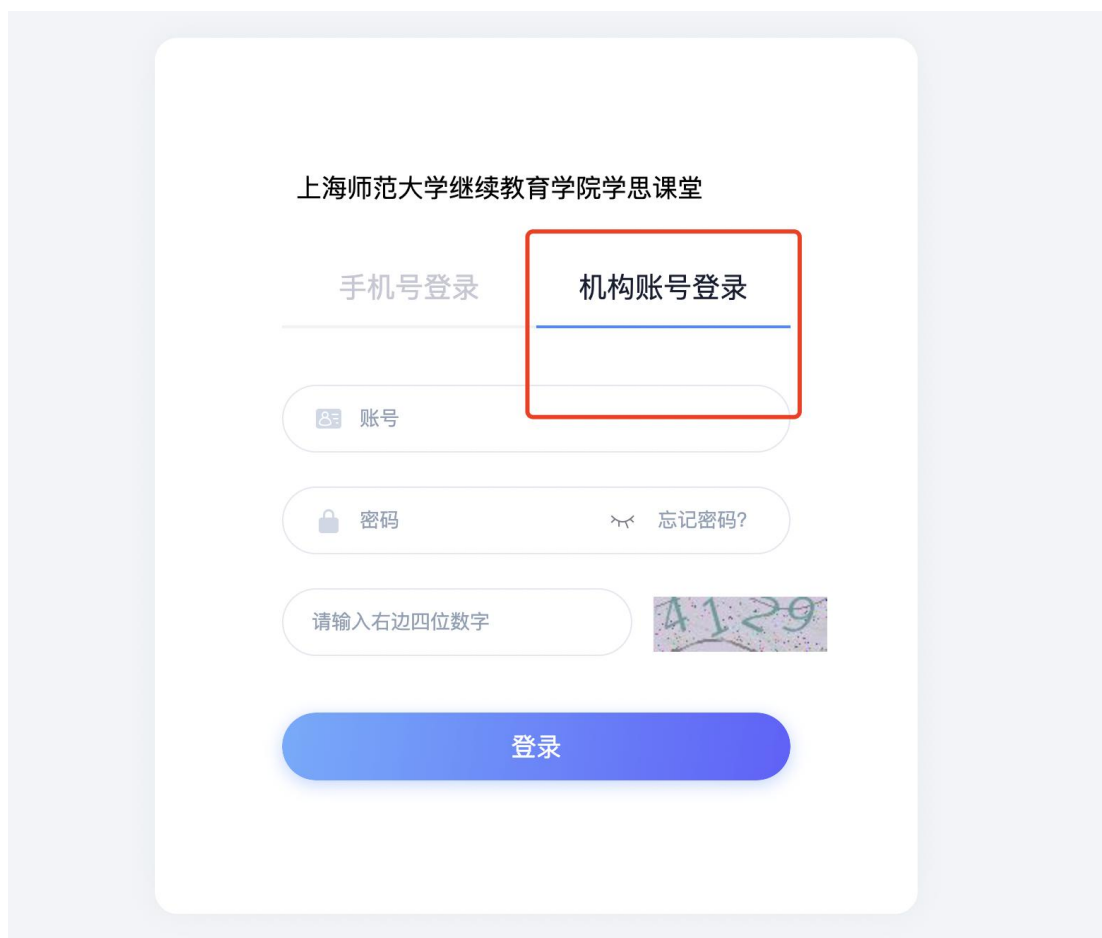 上海师范大学继续教育学院学思课堂
手机号登录 机构账号登录
账号
密码 忘记密码?
请输入右边四位数字 4129
登录